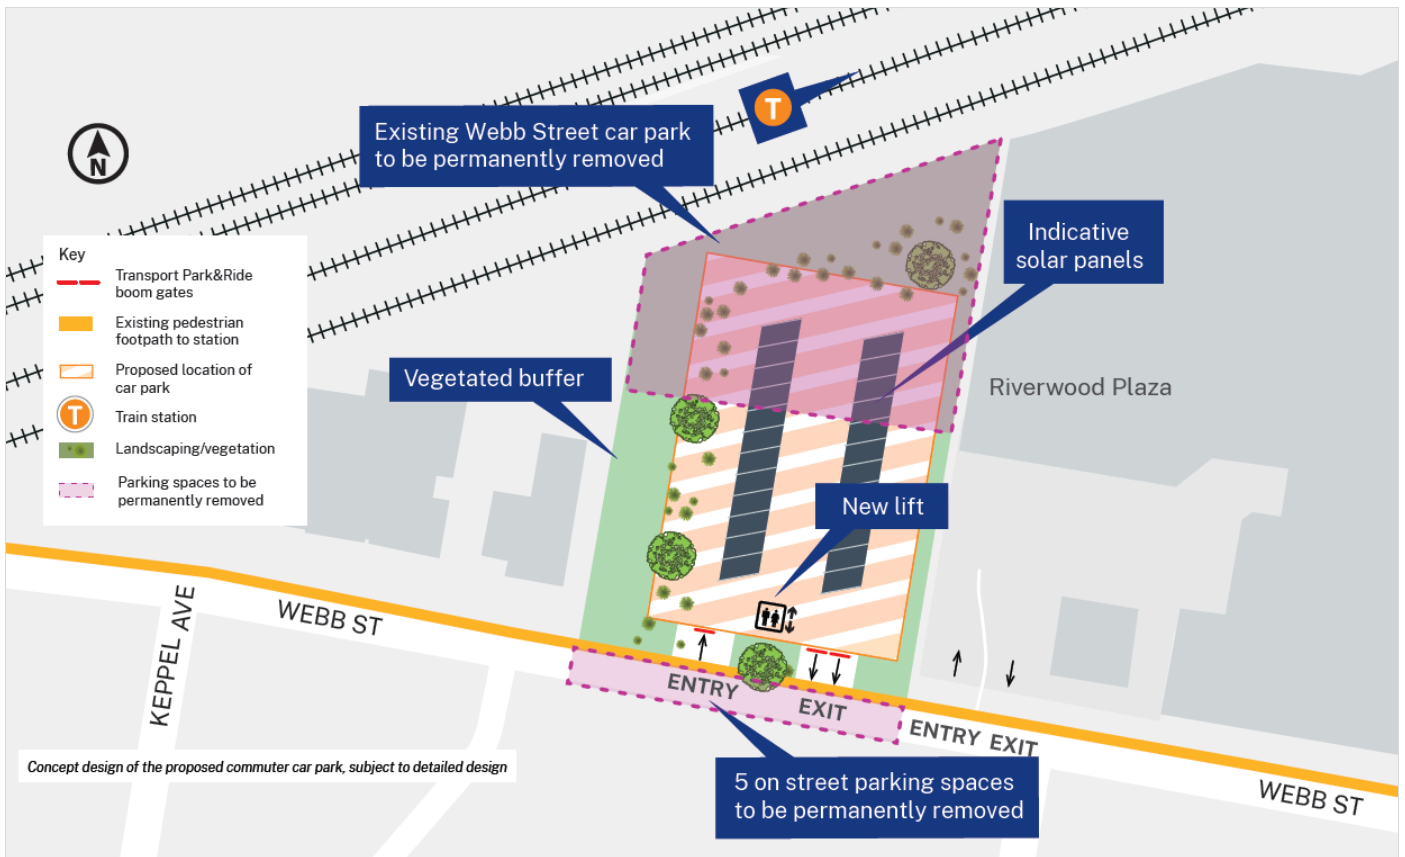 T
Existing Webb Street car park
to be permanently removed
N
Indicative
solar panels
Key
Transport Park&Ride
boom gates
Existing pedestrian
footpath to station
Proposed location of
car park
T
Train station
Landscaping/vegetation
Parking spaces to be
permanently removed
Vegetated buffer
Riverwood Plaza
New lift
WEBB ST
KEPPEL AVE
ENTRY
EXIT
ENTRY EXIT
Concept design of the proposed commuter car park, subject to detailed design
5 on street parking spaces
to be permanently removed
WEBB ST